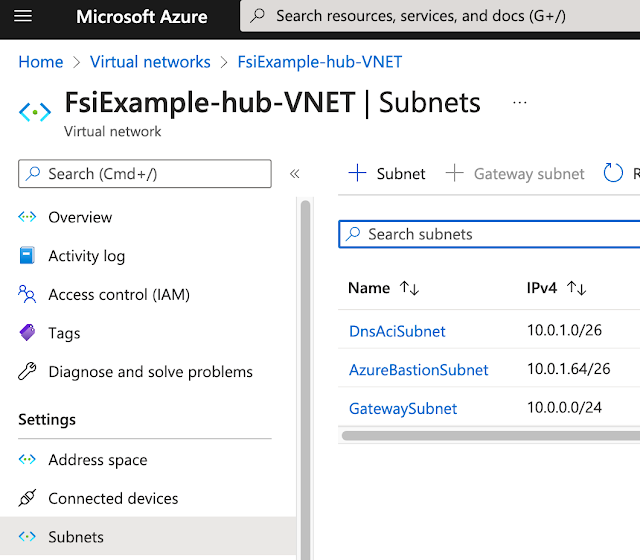 Microsoft Azure
Search resources, services, and docs (G+/)
Home > Virtual networks > FsiExample-hub-VNET
FsiExample-hub-VNET | Subnets ...
Virtual network
Search (Cmd+/)
«
Subnet
Gateway subnet
R
Overview
Activity log
Access control (IAM)
Tags
Diagnose and solve problems
Settings
Address space
Connected devices
Subnets
Search subnets
Name ↑↓ IPv4 ↑↓
DnsAciSubnet 10.0.1.0/26
AzureBastionSubnet 10.0.1.64/26
GatewaySubnet 10.0.0.0/24